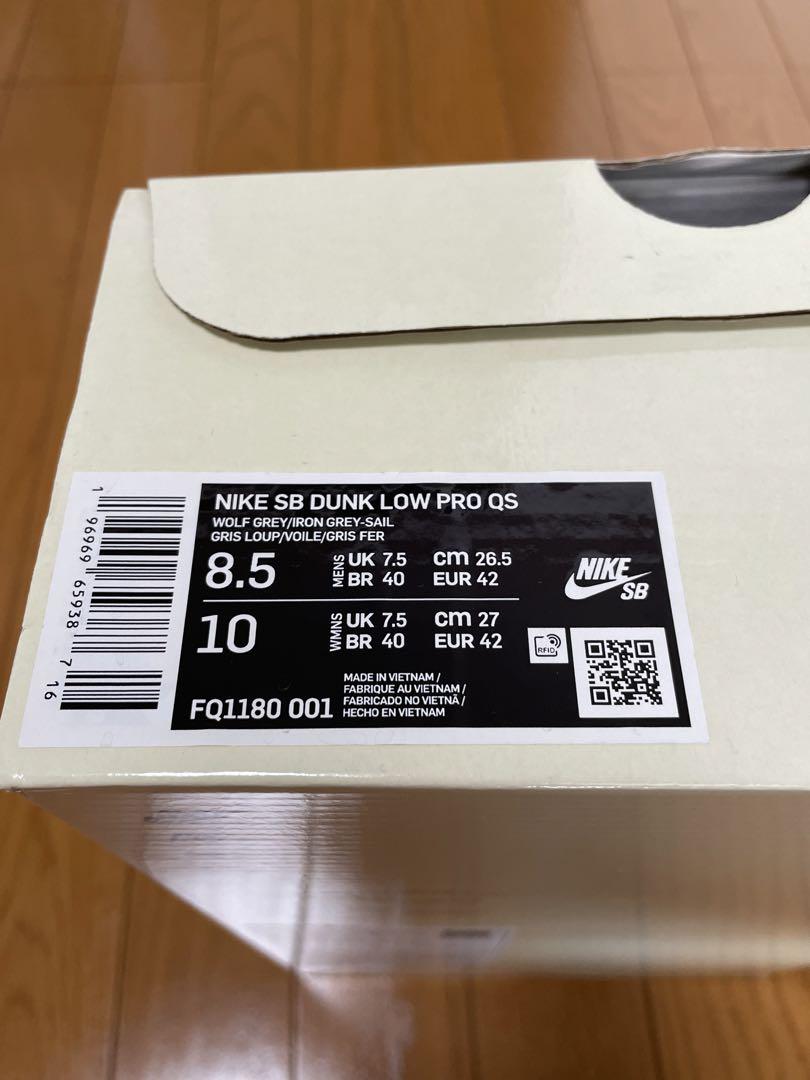 NIKE SB DUNK LOW PRO QS
WOLF GREY/IRON GREY-SAIL
GRIS LOUP/VOILE/GRIS FER
8.5 MENS UK 7.5 cm 26.5
BR 40 EUR 42
10 WMNS UK 7.5 cm 27
BR 40 EUR 42
NIKE
SB
RFID
FQ1180 001
MADE IN VIETNAM /
FABRIQUE AU VIETNAM /
FABRICADO NO VIETNÃ /
HECHO EN VIETNAM
1 96969 65938 7 16